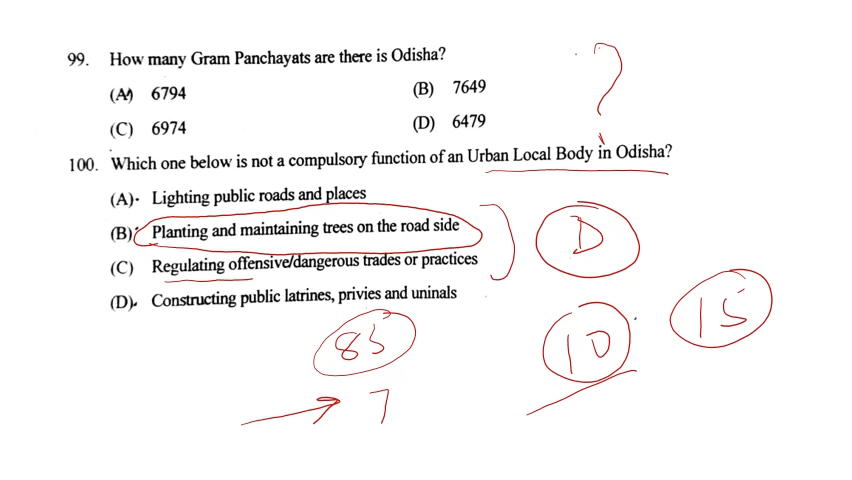 99. How many Gram Panchayats are there is Odisha?
(A) 6794 (B) 7649
(C) 6974 (D) 6479
?
100. Which one below is not a compulsory function of an Urban Local Body in Odisha?
(A) Lighting public roads and places
(B) Planting and maintaining trees on the road side
(C) Regulating offensive/dangerous trades or practices
(D) Constructing public latrines, privies and uninals
D
85 10 15
7